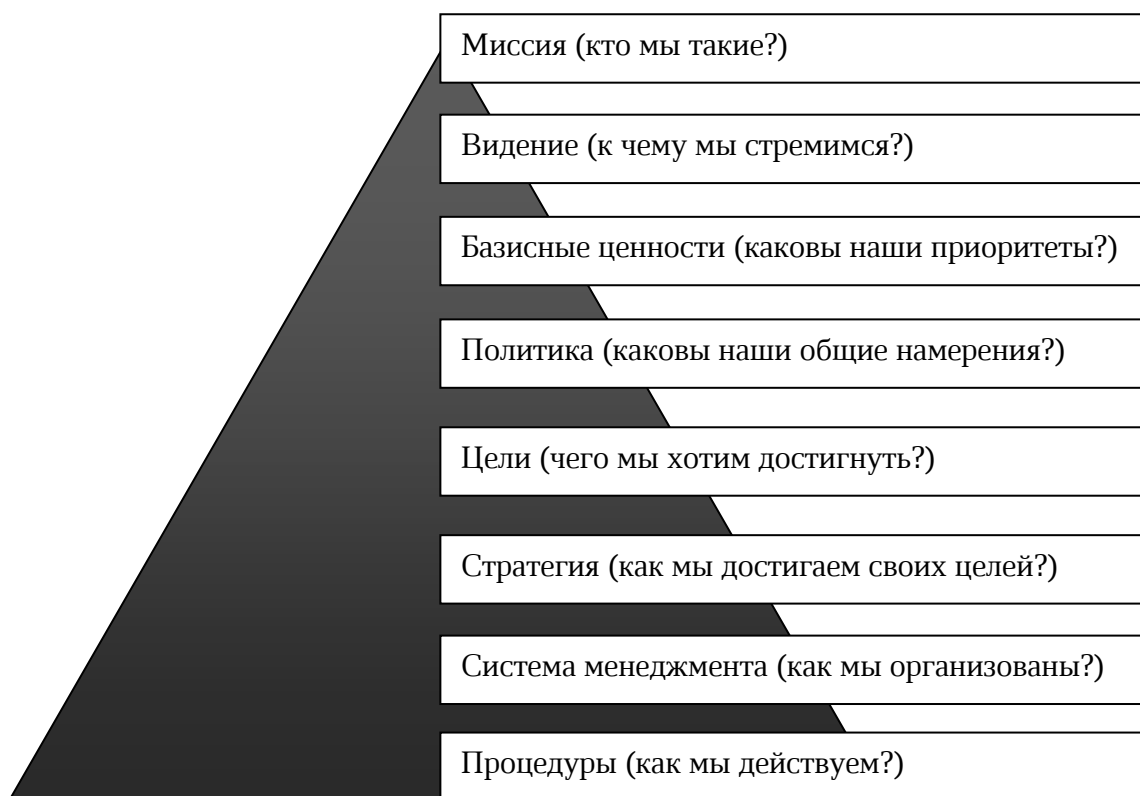 Миссия (кто мы такие?)
Видение (к чему мы стремимся?)
Базисные ценности (каковы наши приоритеты?)
Политика (каковы наши общие намерения?)
Цели (чего мы хотим достигнуть?)
Стратегия (как мы достигаем своих целей?)
Система менеджмента (как мы организованы?)
Процедуры (как мы действуем?)